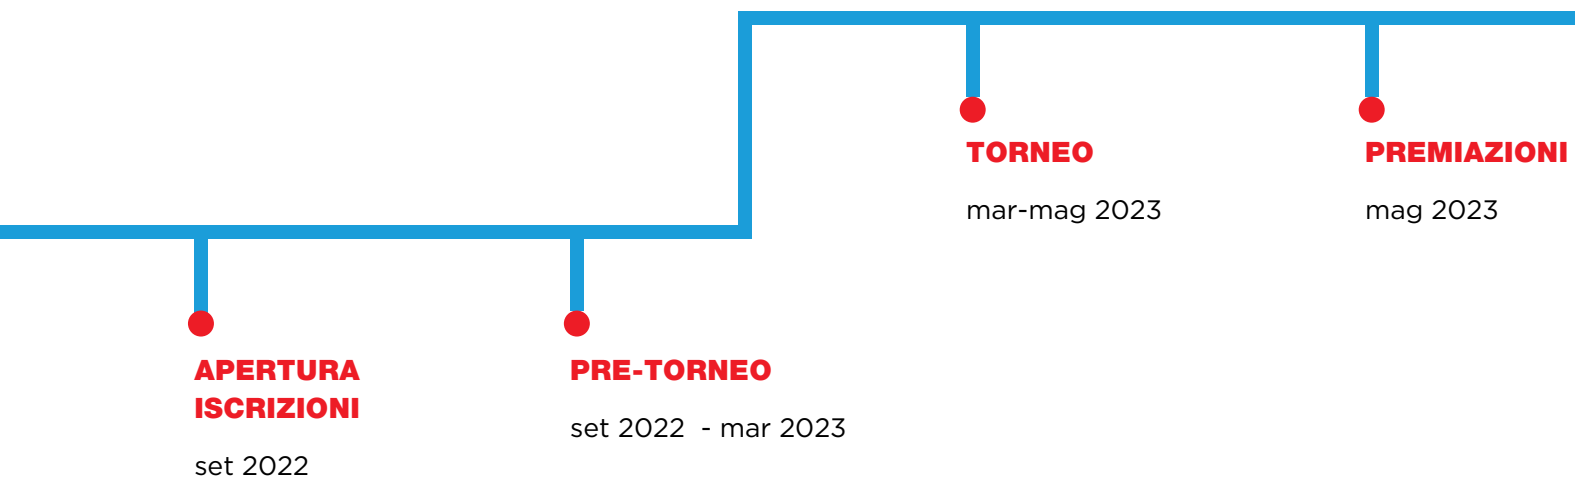 APERTURA
ISCRIZIONI
set 2022
PRE-TORNEO
set 2022 - mar 2023
TORNEO
mar-mag 2023
PREMIAZIONI
mag 2023